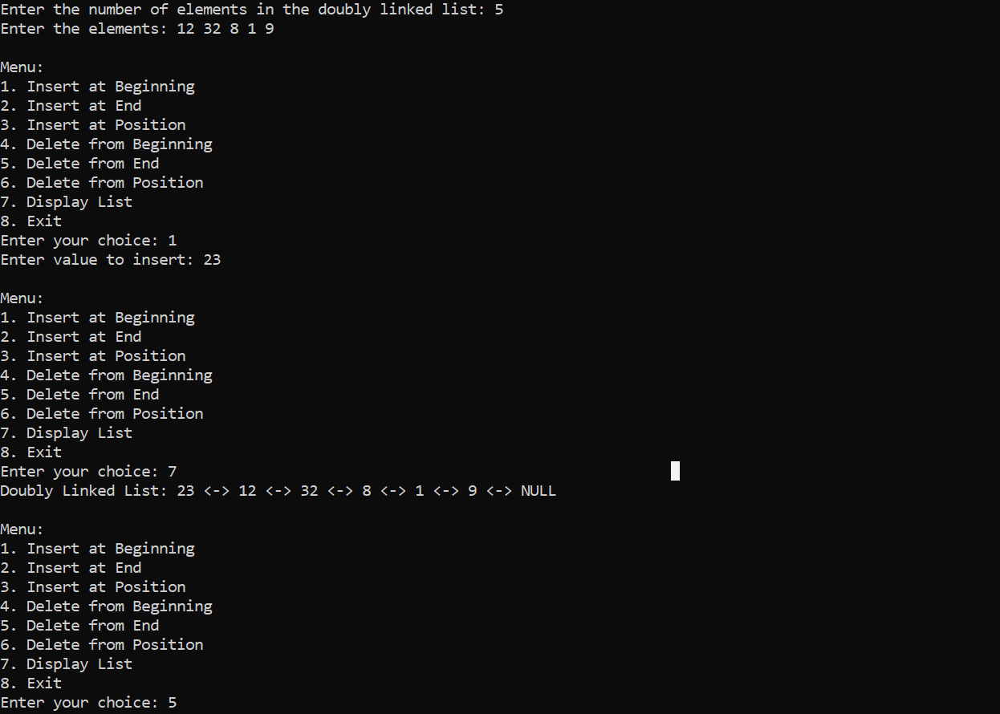 Enter the number of elements in the doubly linked list: 5
Enter the elements: 12 32 8 1 9
Menu:
1. Insert at Beginning
2. Insert at End
3. Insert at Position
4. Delete from Beginning
5. Delete from End
6. Delete from Position
7. Display List
8. Exit
Enter your choice: 1
Enter value to insert: 23
Menu:
1. Insert at Beginning
2. Insert at End
3. Insert at Position
4. Delete from Beginning
5. Delete from End
6. Delete from Position
7. Display List
8. Exit
Enter your choice: 7
Doubly Linked List: 23 <-> 12 <-> 32 <-> 8 <-> 1 <-> 9 <-> NULL
Menu:
1. Insert at Beginning
2. Insert at End
3. Insert at Position
4. Delete from Beginning
5. Delete from End
6. Delete from Position
7. Display List
8. Exit
Enter your choice: 5